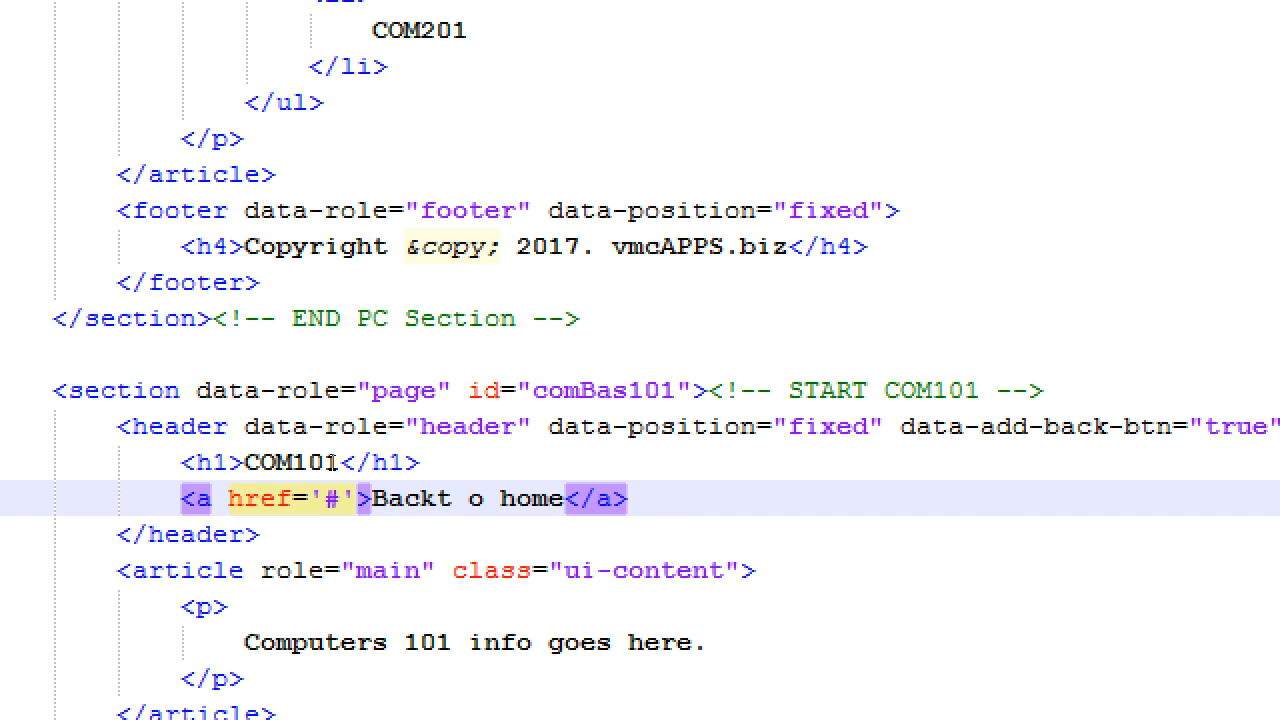 COM201
</li>
</ul>
</p>
</article>
<footer data-role="footer" data-position="fixed">
<h4>Copyright &copy; 2017. vmcAPPS.biz</h4>
</footer>
</section><!-- END PC Section -->
<section data-role="page" id="comBas101"><!-- START COM101 -->
<header data-role="header" data-position="fixed" data-add-back-btn="true"
<h1>COM101</h1>
<a href='#'>Backt o home</a>
</header>
<article role="main" class="ui-content">
<p>
Computers 101 info goes here.
</p>
</article>